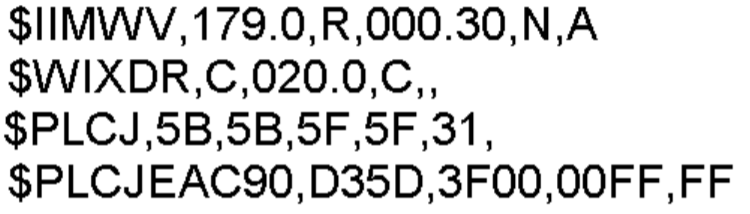 $IIMWV,179.0,R,000.30,N,A
$WIXDR,C,020.0,C,,
$PLCJ,5B,5B,5F,5F,31,
$PLCJEAC90,D35D,3F00,00FF,FF